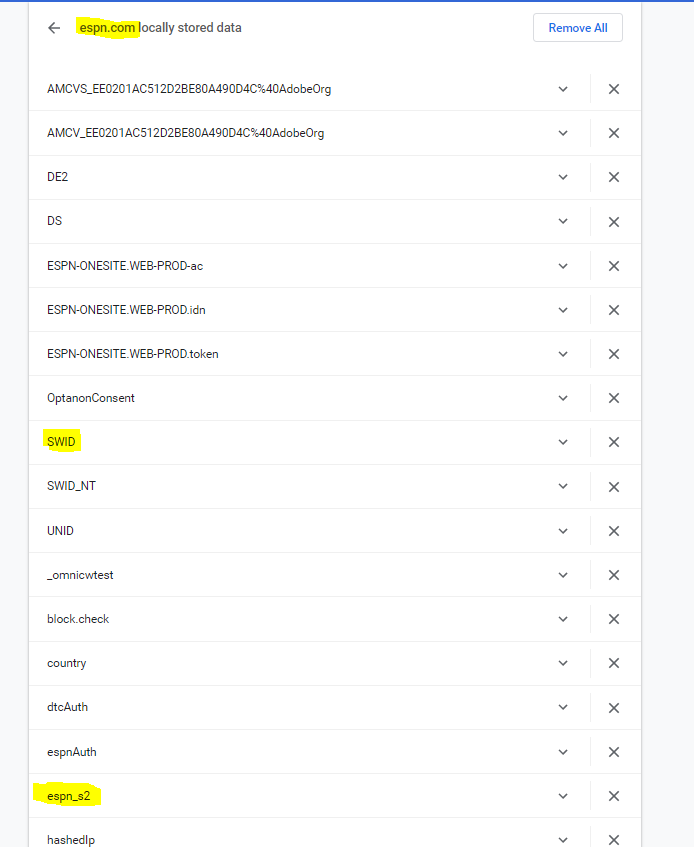 espn.com locally stored data
Remove All
AMCVS_EE0201AC512D2BE80A490D4C%40AdobeOrg
AMCV_EE0201AC512D2BE80A490D4C%40AdobeOrg
DE2
DS
ESPN-ONESITE.WEB-PROD-ac
ESPN-ONESITE.WEB-PROD.idn
ESPN-ONESITE.WEB-PROD.token
OptanonConsent
SWID
SWID_NT
UNID
_omnicwtest
block.check
country
dtcAuth
espnAuth
espn_s2
hashedIp